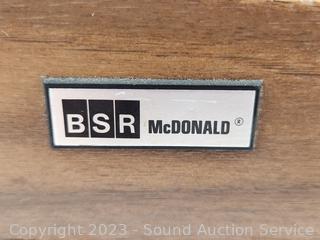 BSR McDONALD ®
Copyright 2023 - Sound Auction Service